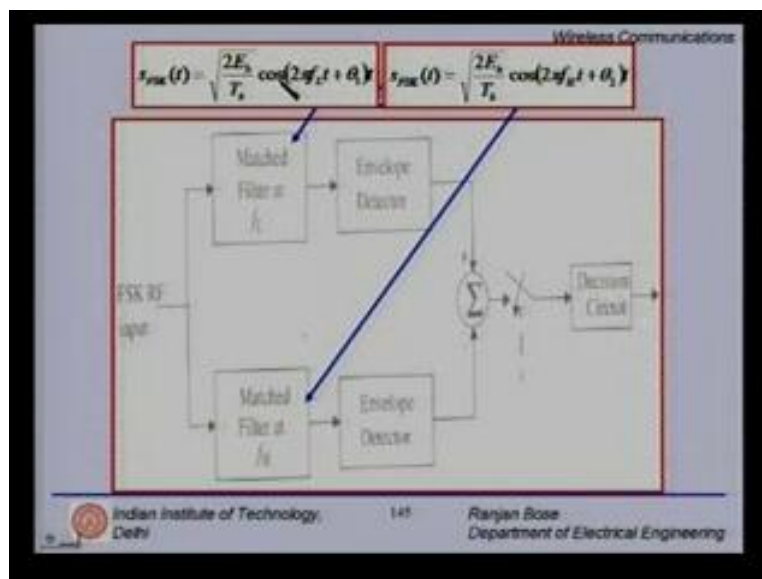 Wireless Communications
s_FSK(t) = √(2E_b/T_b) cos(2πf_L t + θ_1)t, s_FSK(t) = √(2E_b/T_b) cos(2πf_H t + θ_2)t
Matched
Filter at
f_L
Envelope
Detector
FSK RF
input
Σ
Decision
Circuit
Matched
Filter at
f_H
Envelope
Detector
Indian Institute of Technology,
Delhi
145
Ranjan Bose
Department of Electrical Engineering